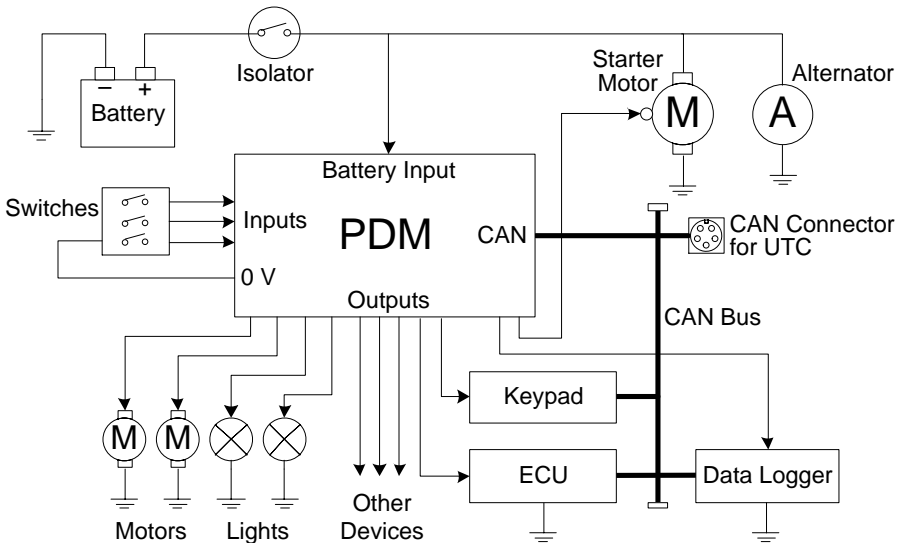 Isolator
Starter
Motor
Alternator
− +
Battery
M
A
Battery Input
Switches
Inputs
PDM
CAN
CAN Connector
for UTC
0 V
Outputs
CAN Bus
Keypad
M
M
ECU
Data Logger
Motors
Lights
Other
Devices